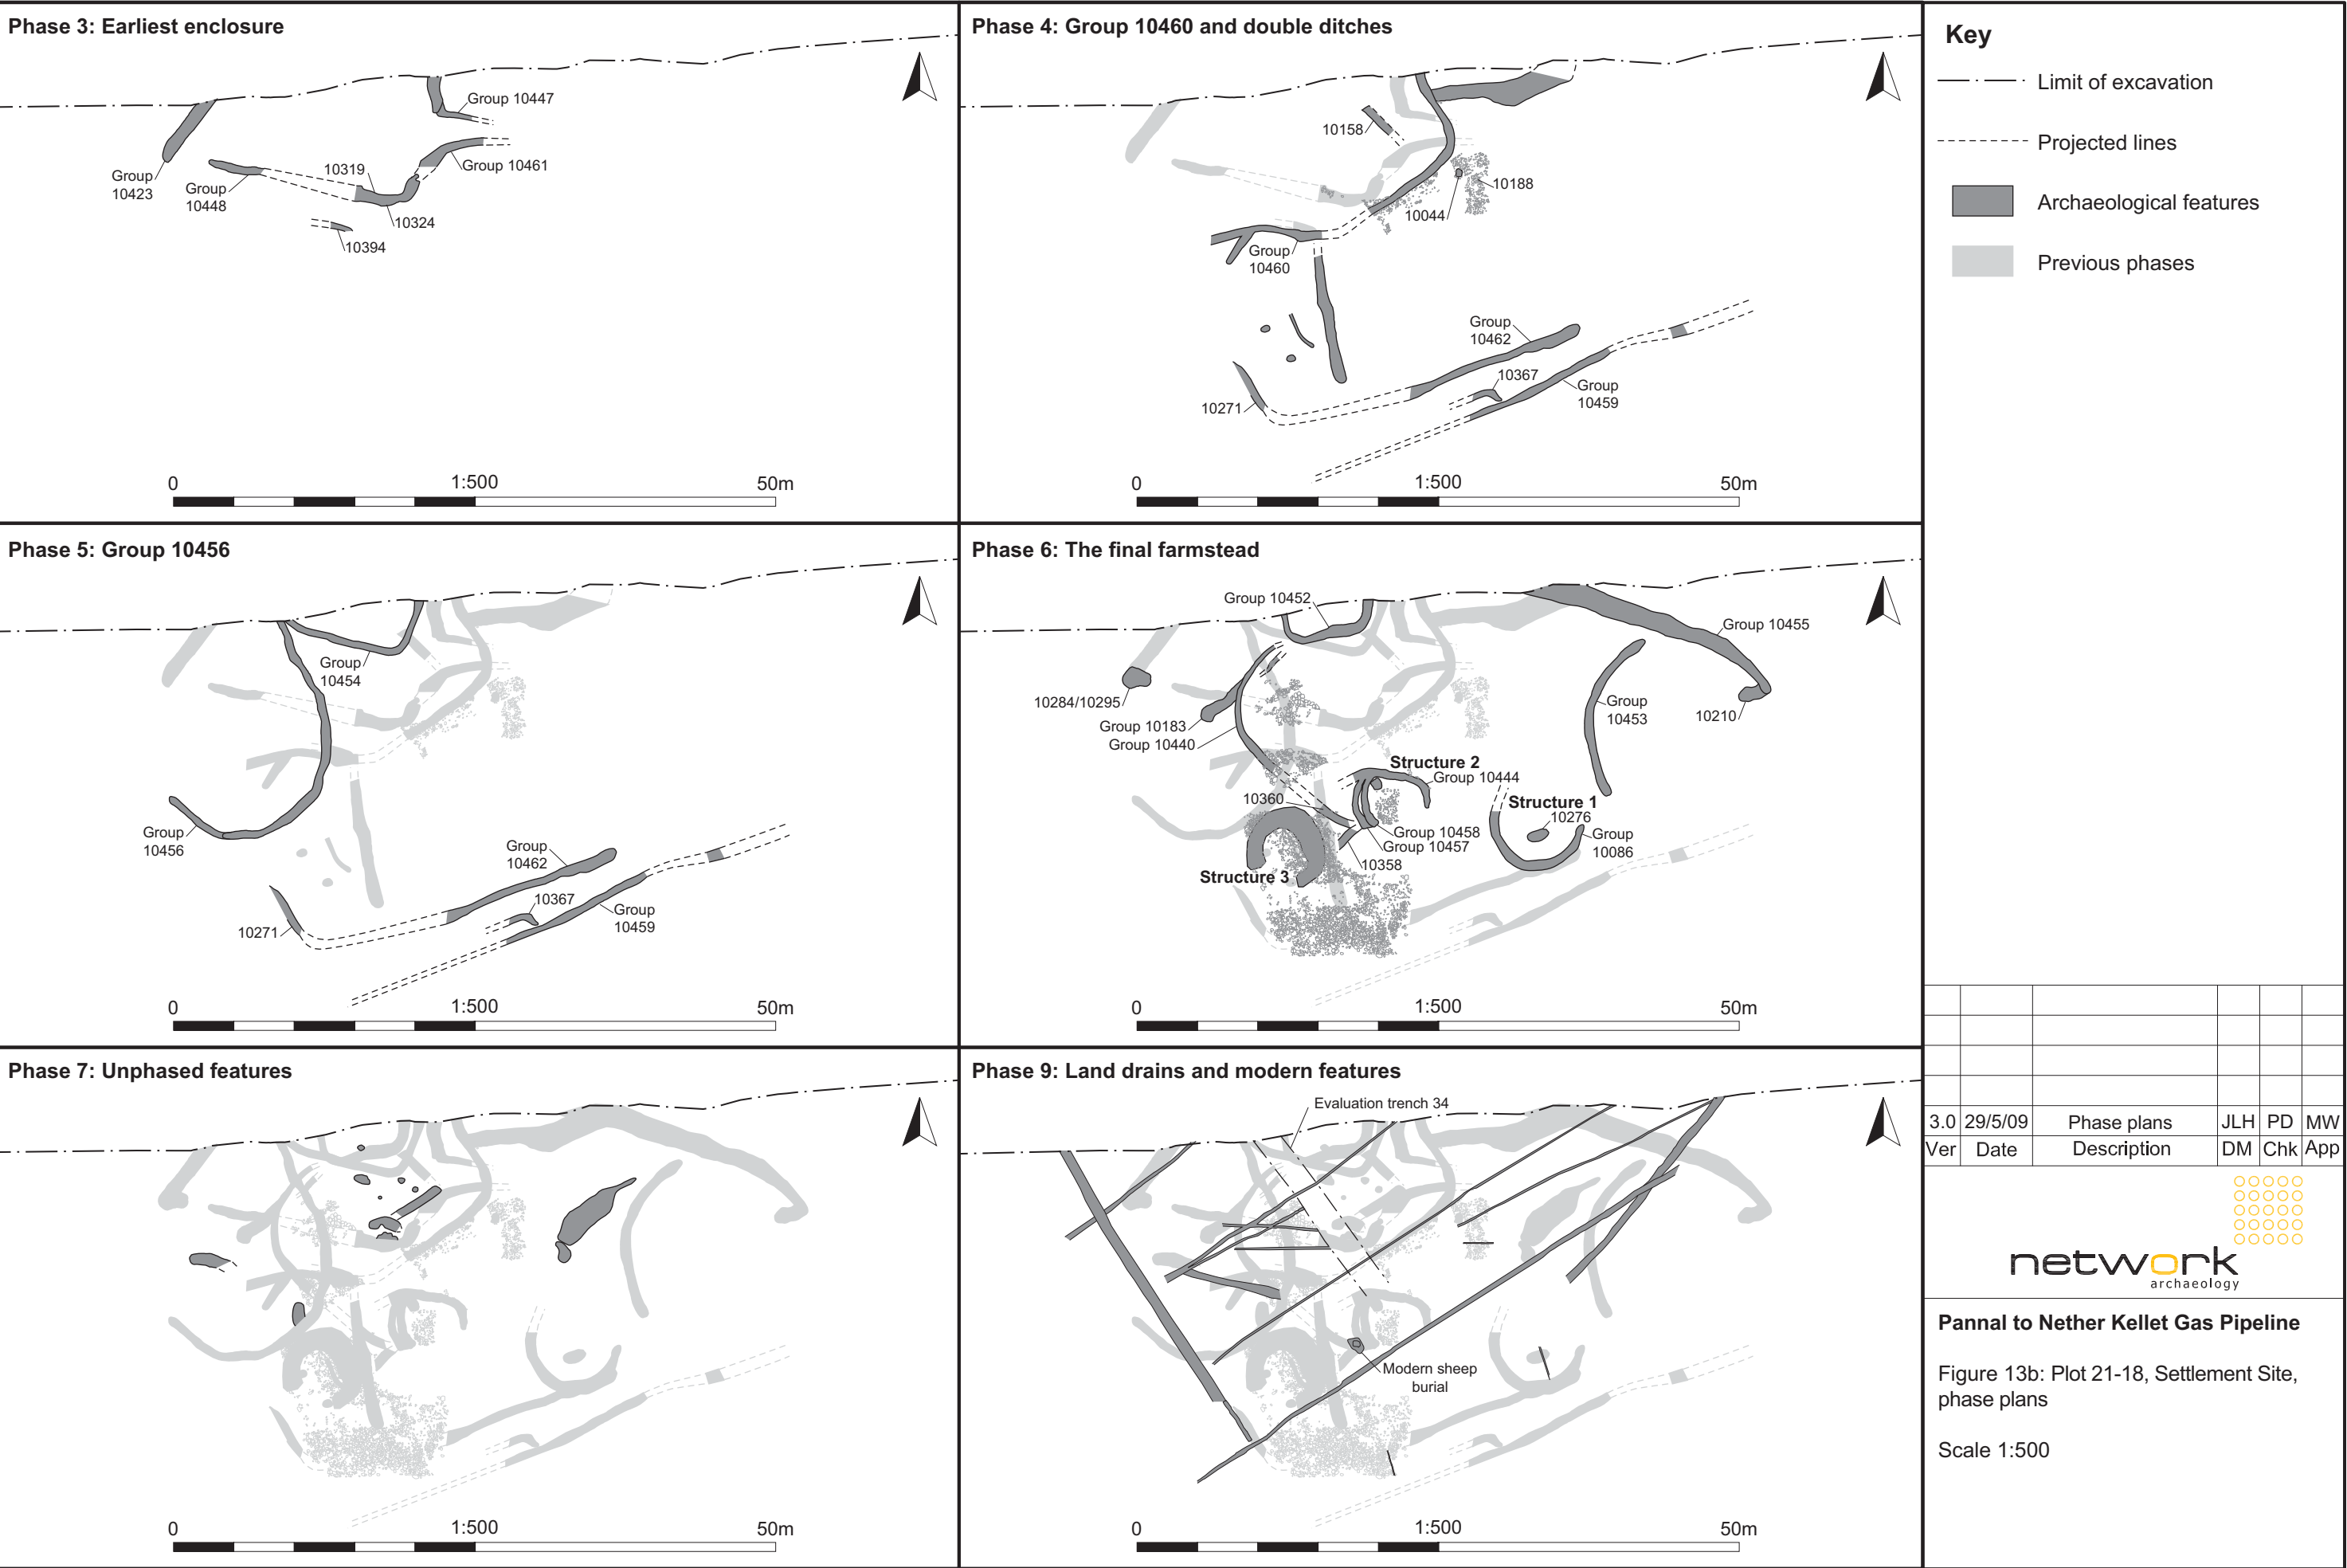 Phase 3: Earliest enclosure
Group 10447
Group 10461
10319
Group
10423
Group
10448
10324
10394
0
1:500
50m
Phase 4: Group 10460 and double ditches
10158
10188
10044
Group
10460
Group
10462
10367
Group
10459
10271
0
1:500
50m
Phase 5: Group 10456
Group
10454
Group
10456
Group
10462
10367
Group
10459
10271
0
1:500
50m
Phase 6: The final farmstead
Group 10452
Group 10455
10284/10295
Group 10183
Group 10440
Group
10453
10210
Structure 2
Group 10444
10360
Structure 1
10276
Group
10086
Group 10458
Group 10457
10358
Structure 3
0
1:500
50m
Phase 7: Unphased features
0
1:500
50m
Phase 9: Land drains and modern features
Evaluation trench 34
Modern sheep
burial
0
1:500
50m
Key
Limit of excavation
Projected lines
Archaeological features
Previous phases
3.0 29/5/09 Phase plans JLH PD MW
Ver Date Description DM Chk App
network
archaeology
Pannal to Nether Kellet Gas Pipeline
Figure 13b: Plot 21-18, Settlement Site,
phase plans
Scale 1:500